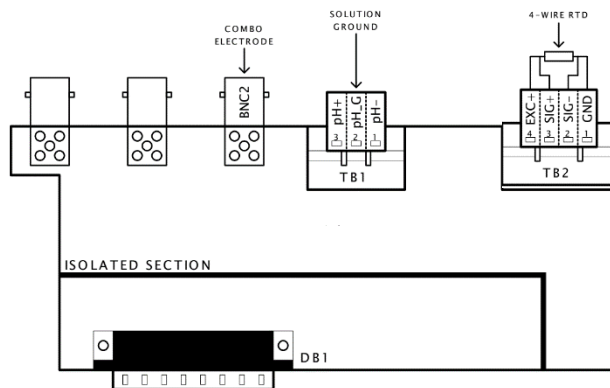 COMBO
ELECTRODE
SOLUTION
GROUND
4-WIRE RTD
BNC2
pH+
pH_G
pH-
3
2
1
TB1
EXC+
SIG+
SIG-
GND
4
3
2
1
TB2
ISOLATED SECTION
DB1